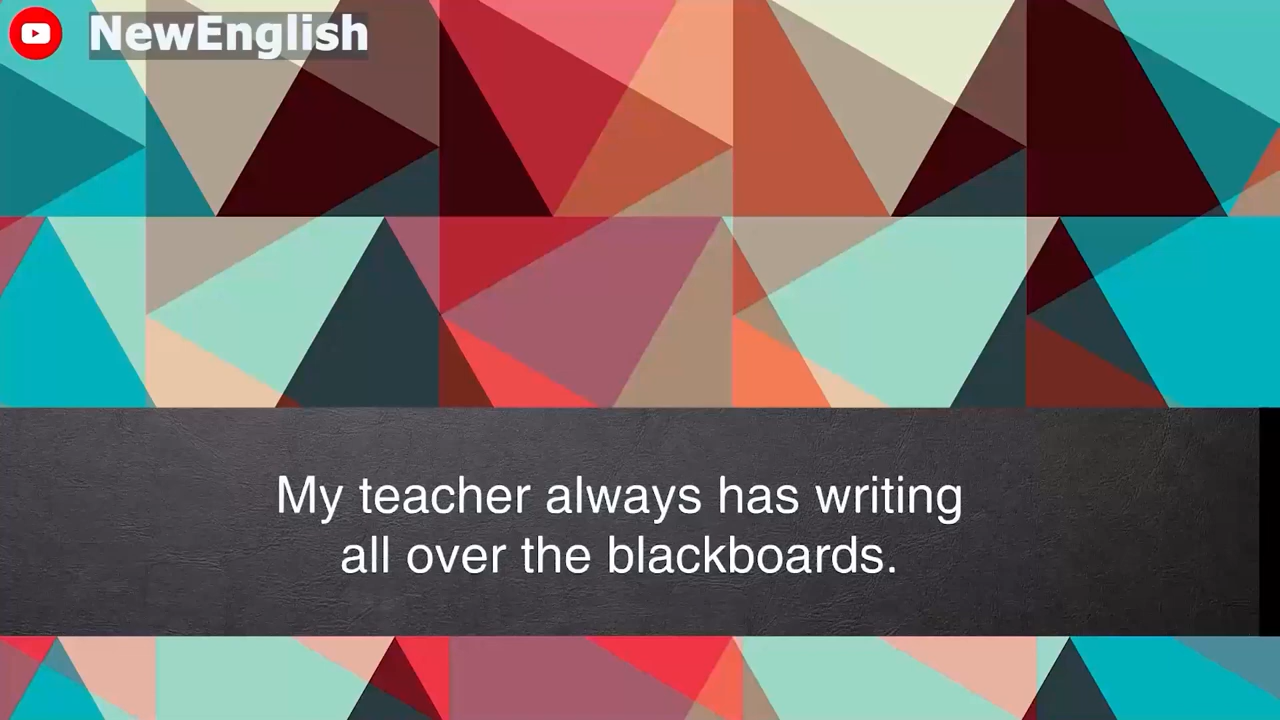 NewEnglish
My teacher always has writing
all over the blackboards.